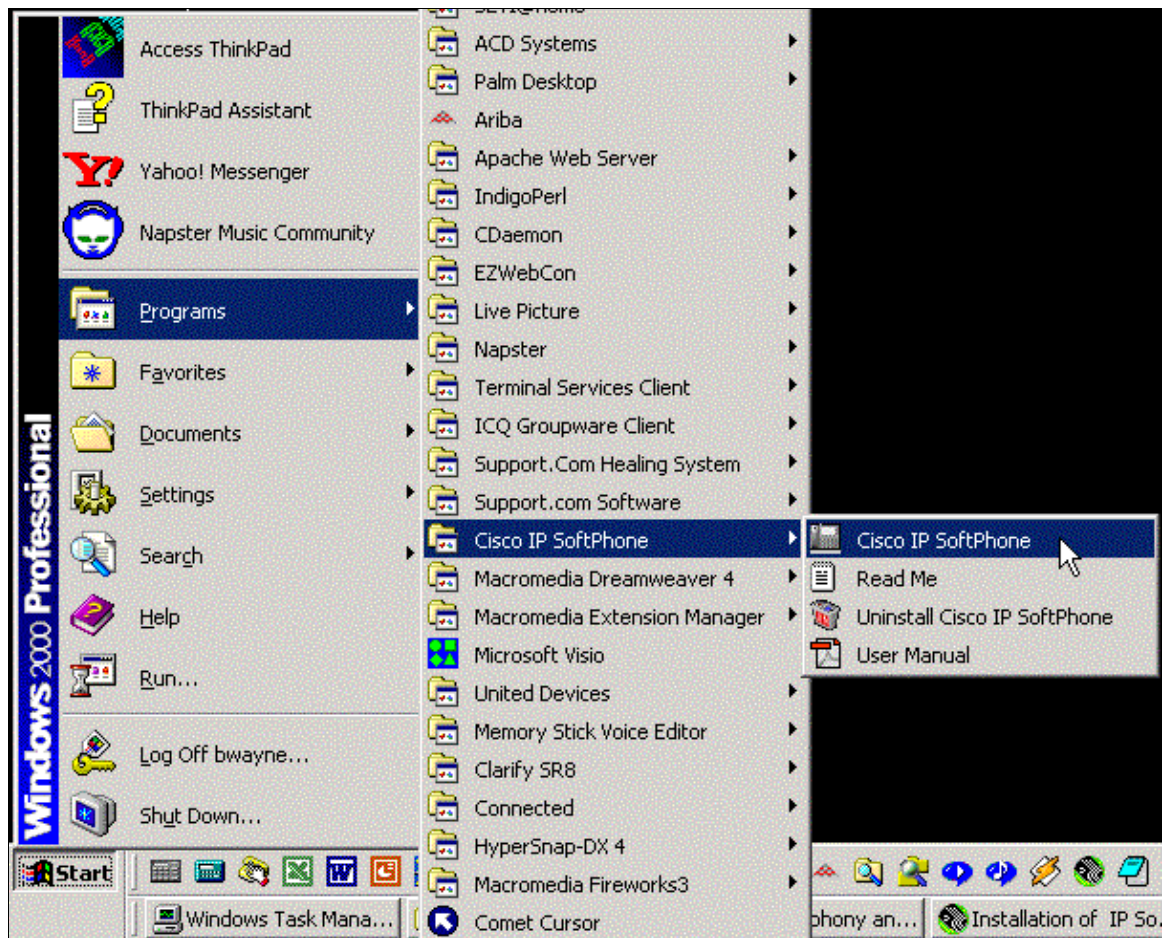 Windows 2000 Professional
Access ThinkPad
ThinkPad Assistant
Yahoo! Messenger
Napster Music Community
Programs
Favorites
Documents
Settings
Search
Help
Run...
Log Off bwayne...
Shut Down...
ACD Systems
Palm Desktop
Ariba
Apache Web Server
IndigoPerl
CDaemon
EZWebCon
Live Picture
Napster
Terminal Services Client
ICQ Groupware Client
Support.Com Healing System
Support.com Software
Cisco IP SoftPhone
Macromedia Dreamweaver 4
Macromedia Extension Manager
Microsoft Visio
United Devices
Memory Stick Voice Editor
Clarify SR8
Connected
HyperSnap-DX 4
Macromedia Fireworks3
Comet Cursor
Cisco IP SoftPhone
Read Me
Uninstall Cisco IP SoftPhone
User Manual
Start
Windows Task Mana...
phony an...
Installation of IP So.